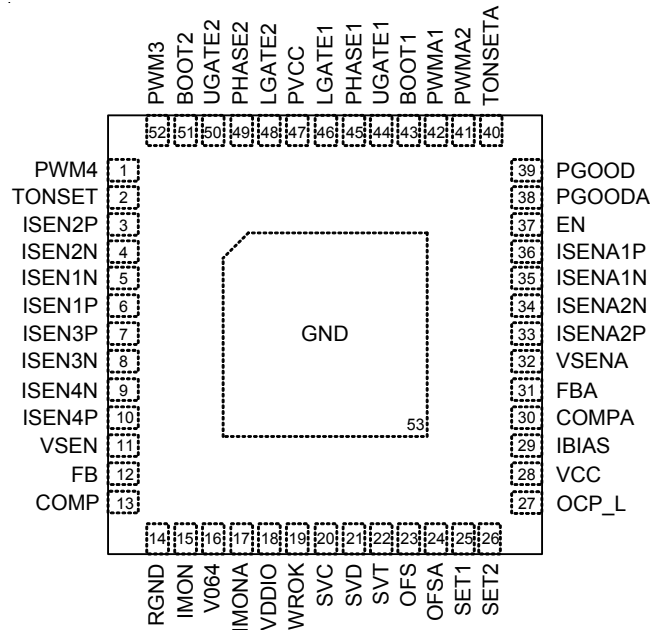 PWM3 BOOT2 UGATE2 PHASE2 LGATE2 PVCC LGATE1 PHASE1 UGATE1 BOOT1 PWMA1 PWMA2 TONSETA
52 51 50 49 48 47 46 45 44 43 42 41 40
PWM4 1 39 PGOOD
TONSET 2 38 PGOODA
ISEN2P 3 37 EN
ISEN2N 4 36 ISENA1P
ISEN1N 5 35 ISENA1N
ISEN1P 6 34 ISENA2N
ISEN3P 7 GND 33 ISENA2P
ISEN3N 8 32 VSENA
ISEN4N 9 31 FBA
ISEN4P 10 53 30 COMPA
VSEN 11 29 IBIAS
FB 12 28 VCC
COMP 13 27 OCP_L
14 15 16 17 18 19 20 21 22 23 24 25 26
RGND IMON V064 IMONA VDDIO WROK SVC SVD SVT OFS OFSA SET1 SET2